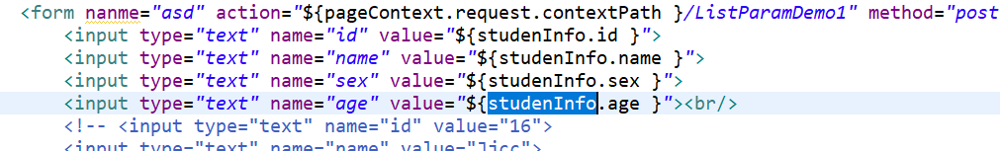 <form nanme="asd" action="${pageContext.request.contextPath }/ListParamDemo1" method="post
<input type="text" name="id" value="${studenInfo.id }">
<input type="text" name="name" value="${studenInfo.name }">
<input type="text" name="sex" value="${studenInfo.sex }">
<input type="text" name="age" value="${studenInfo.age }"><br/>
<!-- <input type="text" name="id" value="16">
<input type="text" name="name" value="Jicc">